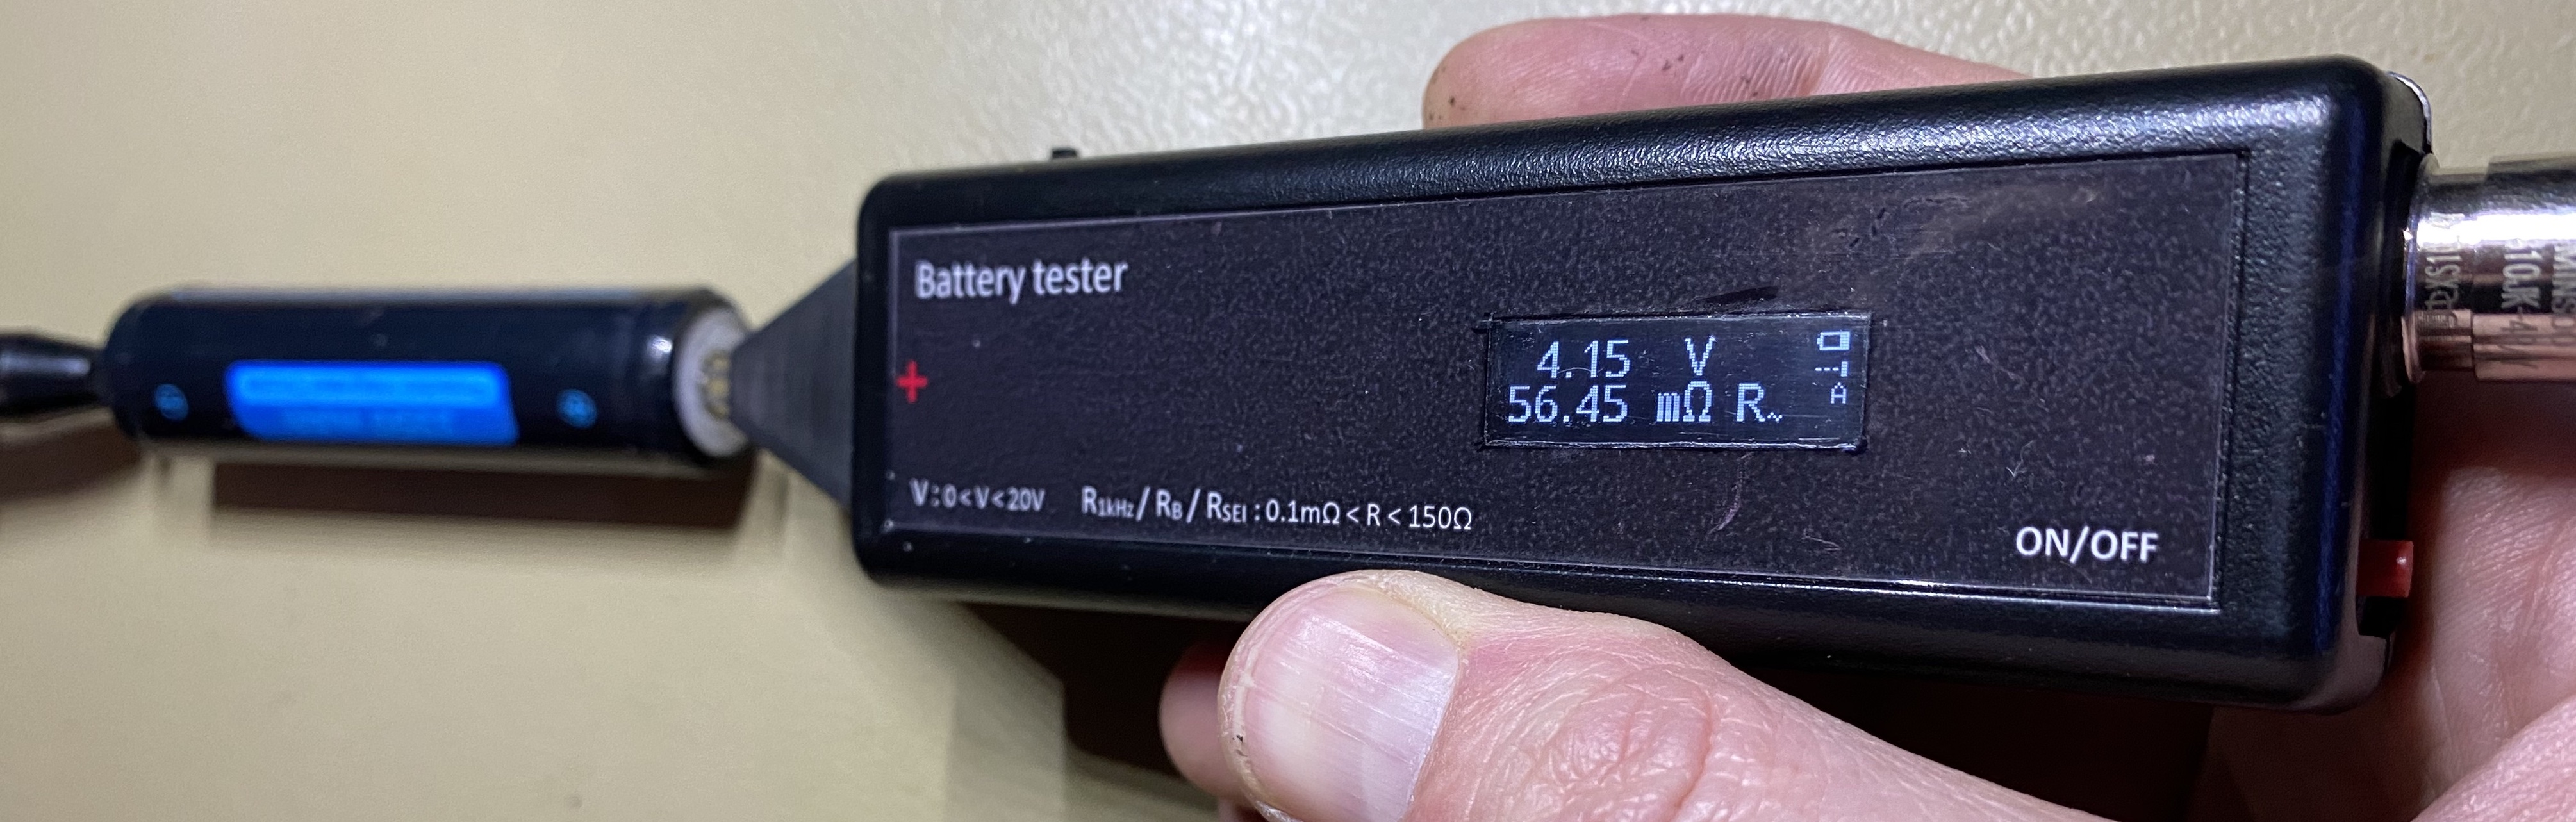 Battery tester
+
4.15 V
56.45 mΩ R~
A
V : 0 < V < 20V R1kHz / RB / RSEI : 0.1mΩ < R < 150Ω
ON/OFF